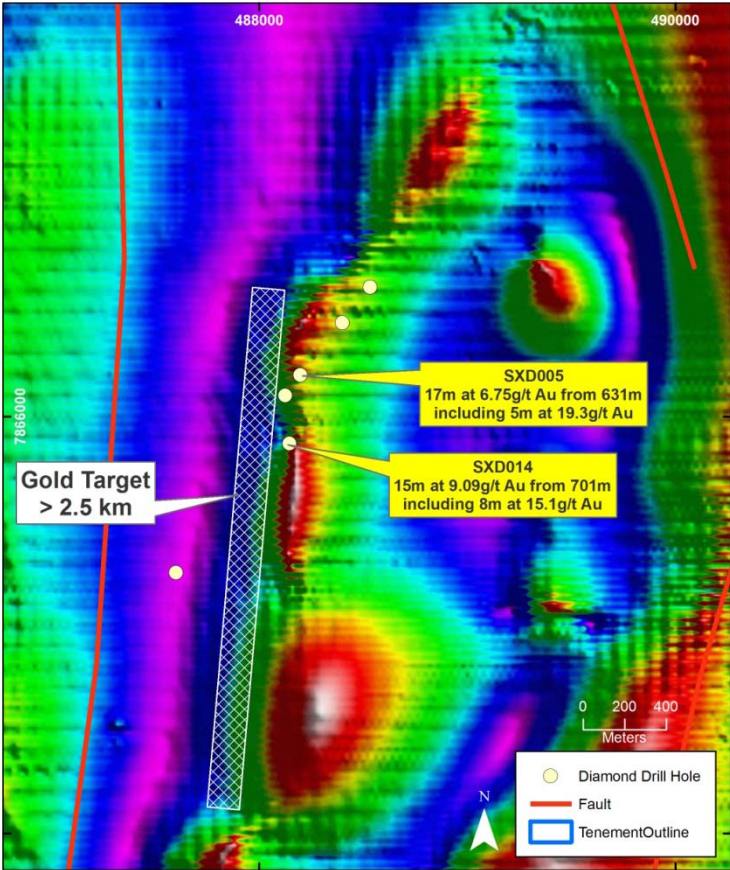 488000
490000
7866000
SXD005
17m at 6.75g/t Au from 631m
including 5m at 19.3g/t Au
SXD014
15m at 9.09g/t Au from 701m
including 8m at 15.1g/t Au
Gold Target
> 2.5 km
0 200 400
Meters
N
Diamond Drill Hole
Fault
TenementOutline